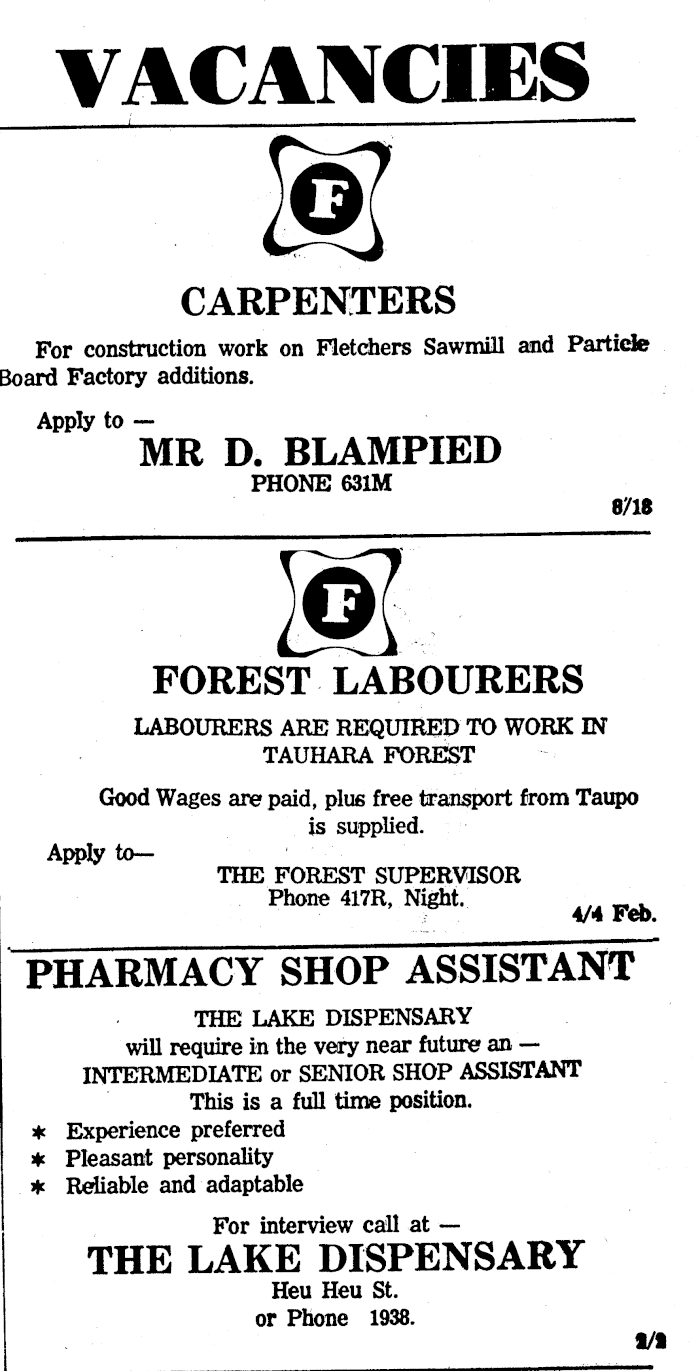 VACANCIES
F
CARPENTERS
For construction work on Fletchers Sawmill and Particle
Board Factory additions.
Apply to —
MR D. BLAMPIED
PHONE 631M
8/18
F
FOREST LABOURERS
LABOURERS ARE REQUIRED TO WORK IN
TAUHARA FOREST
Good Wages are paid, plus free transport from Taupo
is supplied.
Apply to—
THE FOREST SUPERVISOR
Phone 417R, Night.
4/4 Feb.
PHARMACY SHOP ASSISTANT
THE LAKE DISPENSARY
will require in the very near future an —
INTERMEDIATE or SENIOR SHOP ASSISTANT
This is a full time position.
* Experience preferred
* Pleasant personality
* Reliable and adaptable
For interview call at —
THE LAKE DISPENSARY
Heu Heu St.
or Phone 1938.
2/2